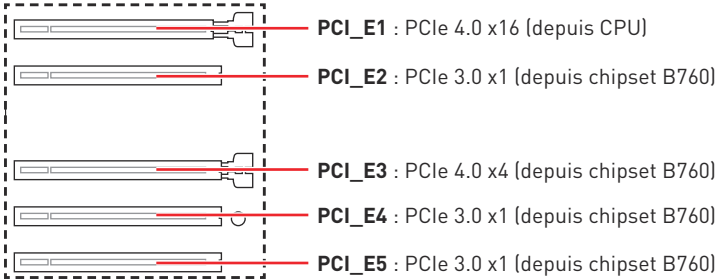 PCI_E1 : PCIe 4.0 x16 (depuis CPU)
PCI_E2 : PCIe 3.0 x1 (depuis chipset B760)
PCI_E3 : PCIe 4.0 x4 (depuis chipset B760)
PCI_E4 : PCIe 3.0 x1 (depuis chipset B760)
PCI_E5 : PCIe 3.0 x1 (depuis chipset B760)